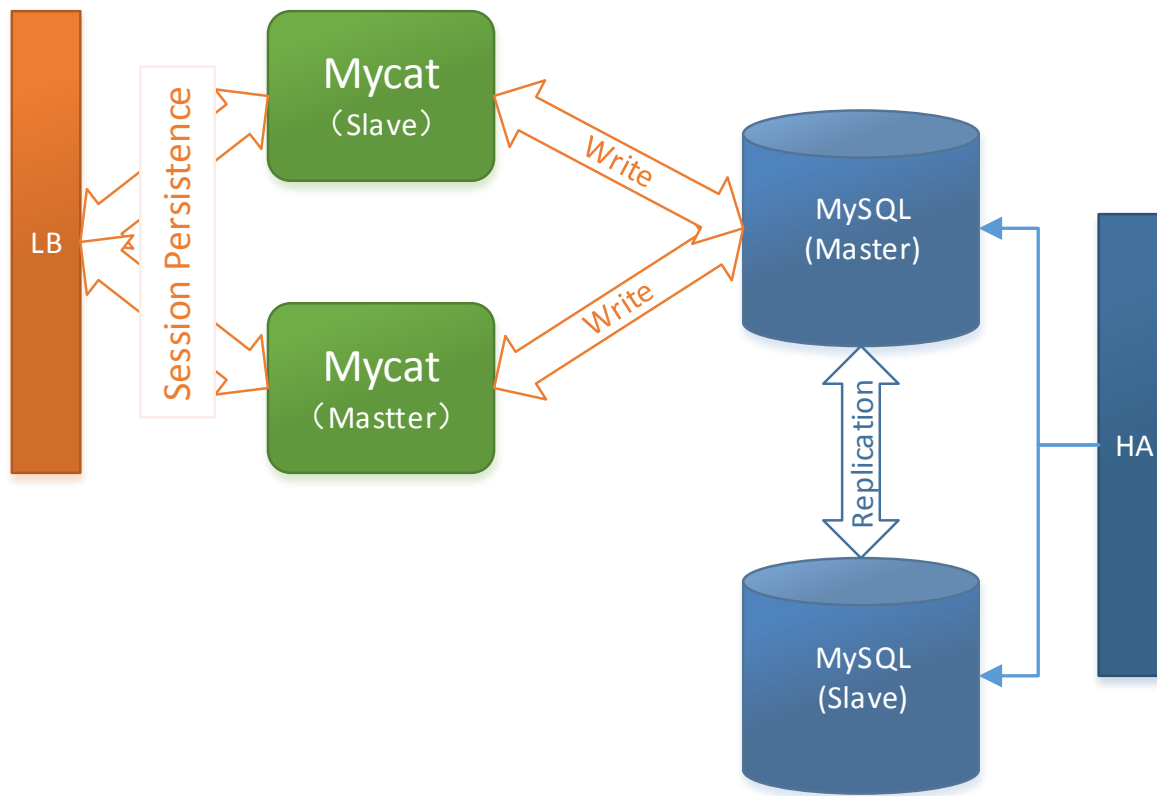 LB
Session Persistence
Mycat
（Slave）
Write
Mycat
（Mastter）
Write
MySQL
(Master)
Replication
MySQL
(Slave)
HA